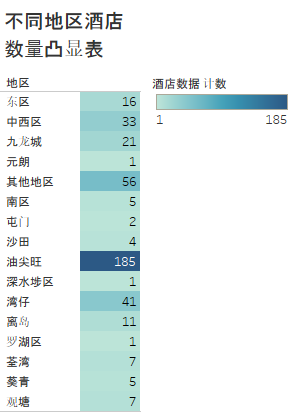 不同地区酒店
数量凸显表
地区
酒店数据 计数
1 185
东区 16
中西区 33
九龙城 21
元朗 1
其他地区 56
南区 5
屯门 2
沙田 4
油尖旺 185
深水埗区 1
湾仔 41
离岛 11
罗湖区 1
荃湾 7
葵青 5
观塘 7